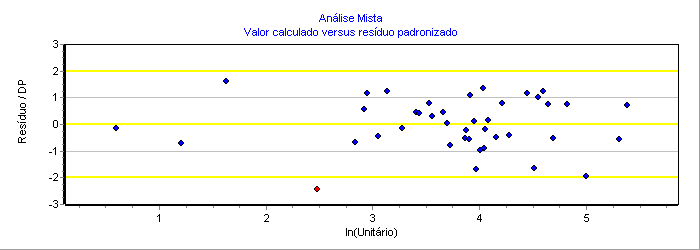 Análise Mista
Valor calculado versus resíduo padronizado
3
2
1
0
-1
-2
-3
Resíduo / DP
1 2 3 4 5
ln(Unitário)